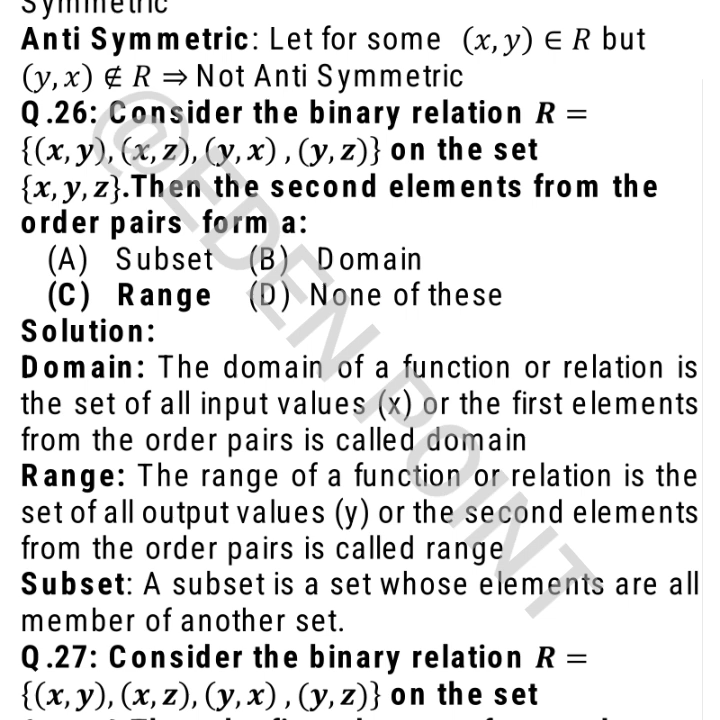 Symmetric
Anti Symmetric: Let for some (x, y) ∈ R but
(y, x) ∉ R ⇒ Not Anti Symmetric
Q.26: Consider the binary relation R =
{(x, y), (x, z), (y, x) , (y, z)} on the set
{x, y, z}.Then the second elements from the
order pairs form a:
(A) Subset (B) Domain
(C) Range (D) None of these
Solution:
Domain: The domain of a function or relation is
the set of all input values (x) or the first elements
from the order pairs is called domain
Range: The range of a function or relation is the
set of all output values (y) or the second elements
from the order pairs is called range
Subset: A subset is a set whose elements are all
member of another set.
Q.27: Consider the binary relation R =
{(x, y), (x, z), (y, x) , (y, z)} on the set
@EDEN POINT